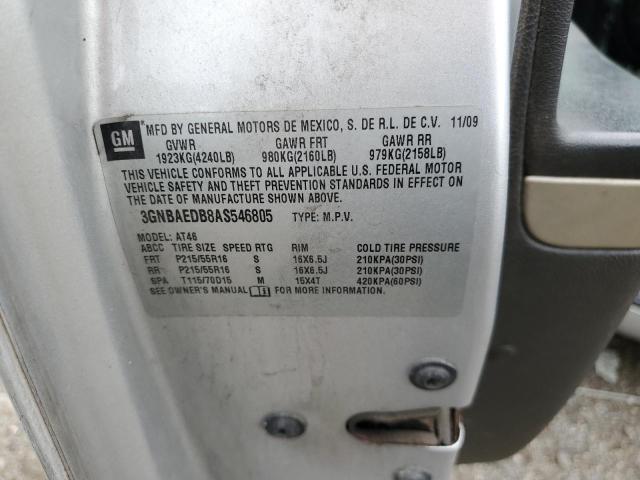 GM
MFD BY GENERAL MOTORS DE MEXICO, S. DE R.L. DE C.V. 11/09
GVWR GAWR FRT GAWR RR
1923KG(4240LB) 980KG(2160LB) 979KG(2158LB)
THIS VEHICLE CONFORMS TO ALL APPLICABLE U.S. FEDERAL MOTOR
VEHICLE SAFETY AND THEFT PREVENTION STANDARDS IN EFFECT ON
THE DATE OF MANUFACTURE SHOWN ABOVE.
3GNBAEDB8AS546805 TYPE: M.P.V.
MODEL: AT46
ABCC TIRE SIZE SPEED RTG RIM COLD TIRE PRESSURE
FRT P215/55R16 S 16X6.5J 210KPA(30PSI)
RR P215/55R16 S 16X6.5J 210KPA(30PSI)
SPA T115/70D15 M 15X4T 420KPA(60PSI)
SEE OWNER'S MANUAL FOR MORE INFORMATION.